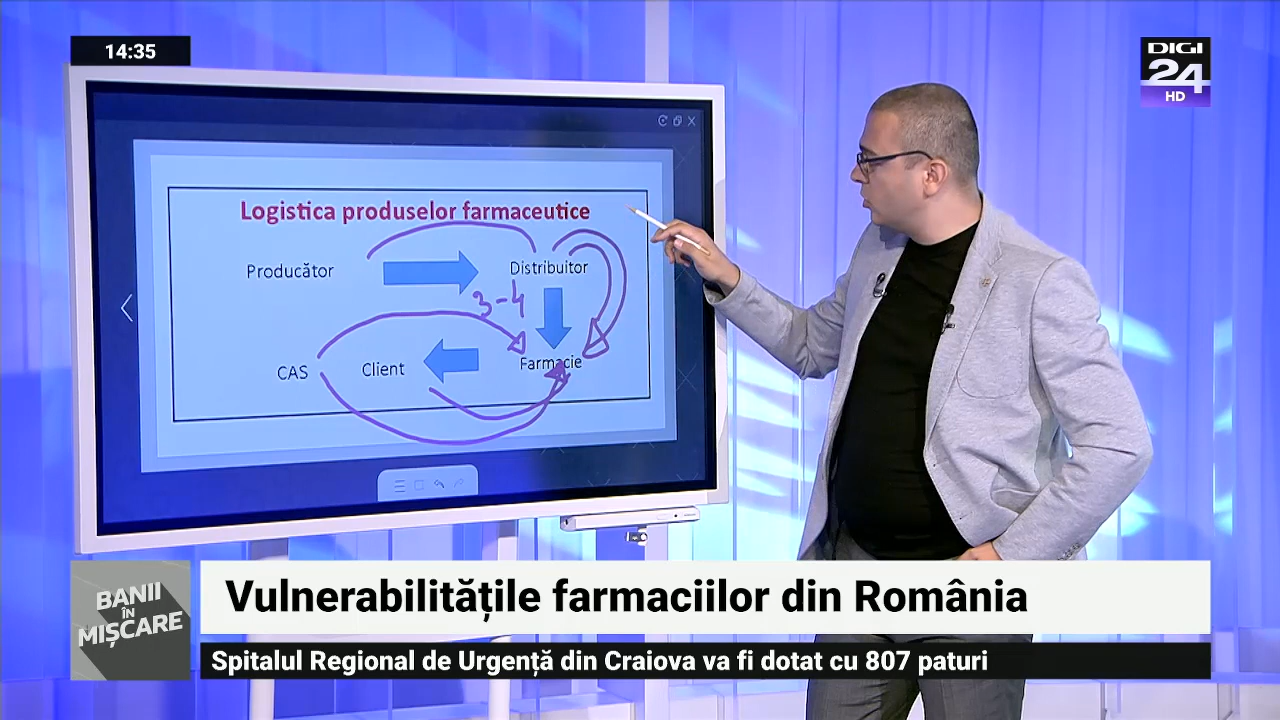 14:35
DIGI
24
HD
Logistica produselor farmaceutice
Producător
Distribuitor
3-4
CAS
Client
Farmacie
BANII
ÎN
MIȘCARE
Vulnerabilitățile farmaciilor din România
Spitalul Regional de Urgență din Craiova va fi dotat cu 807 paturi